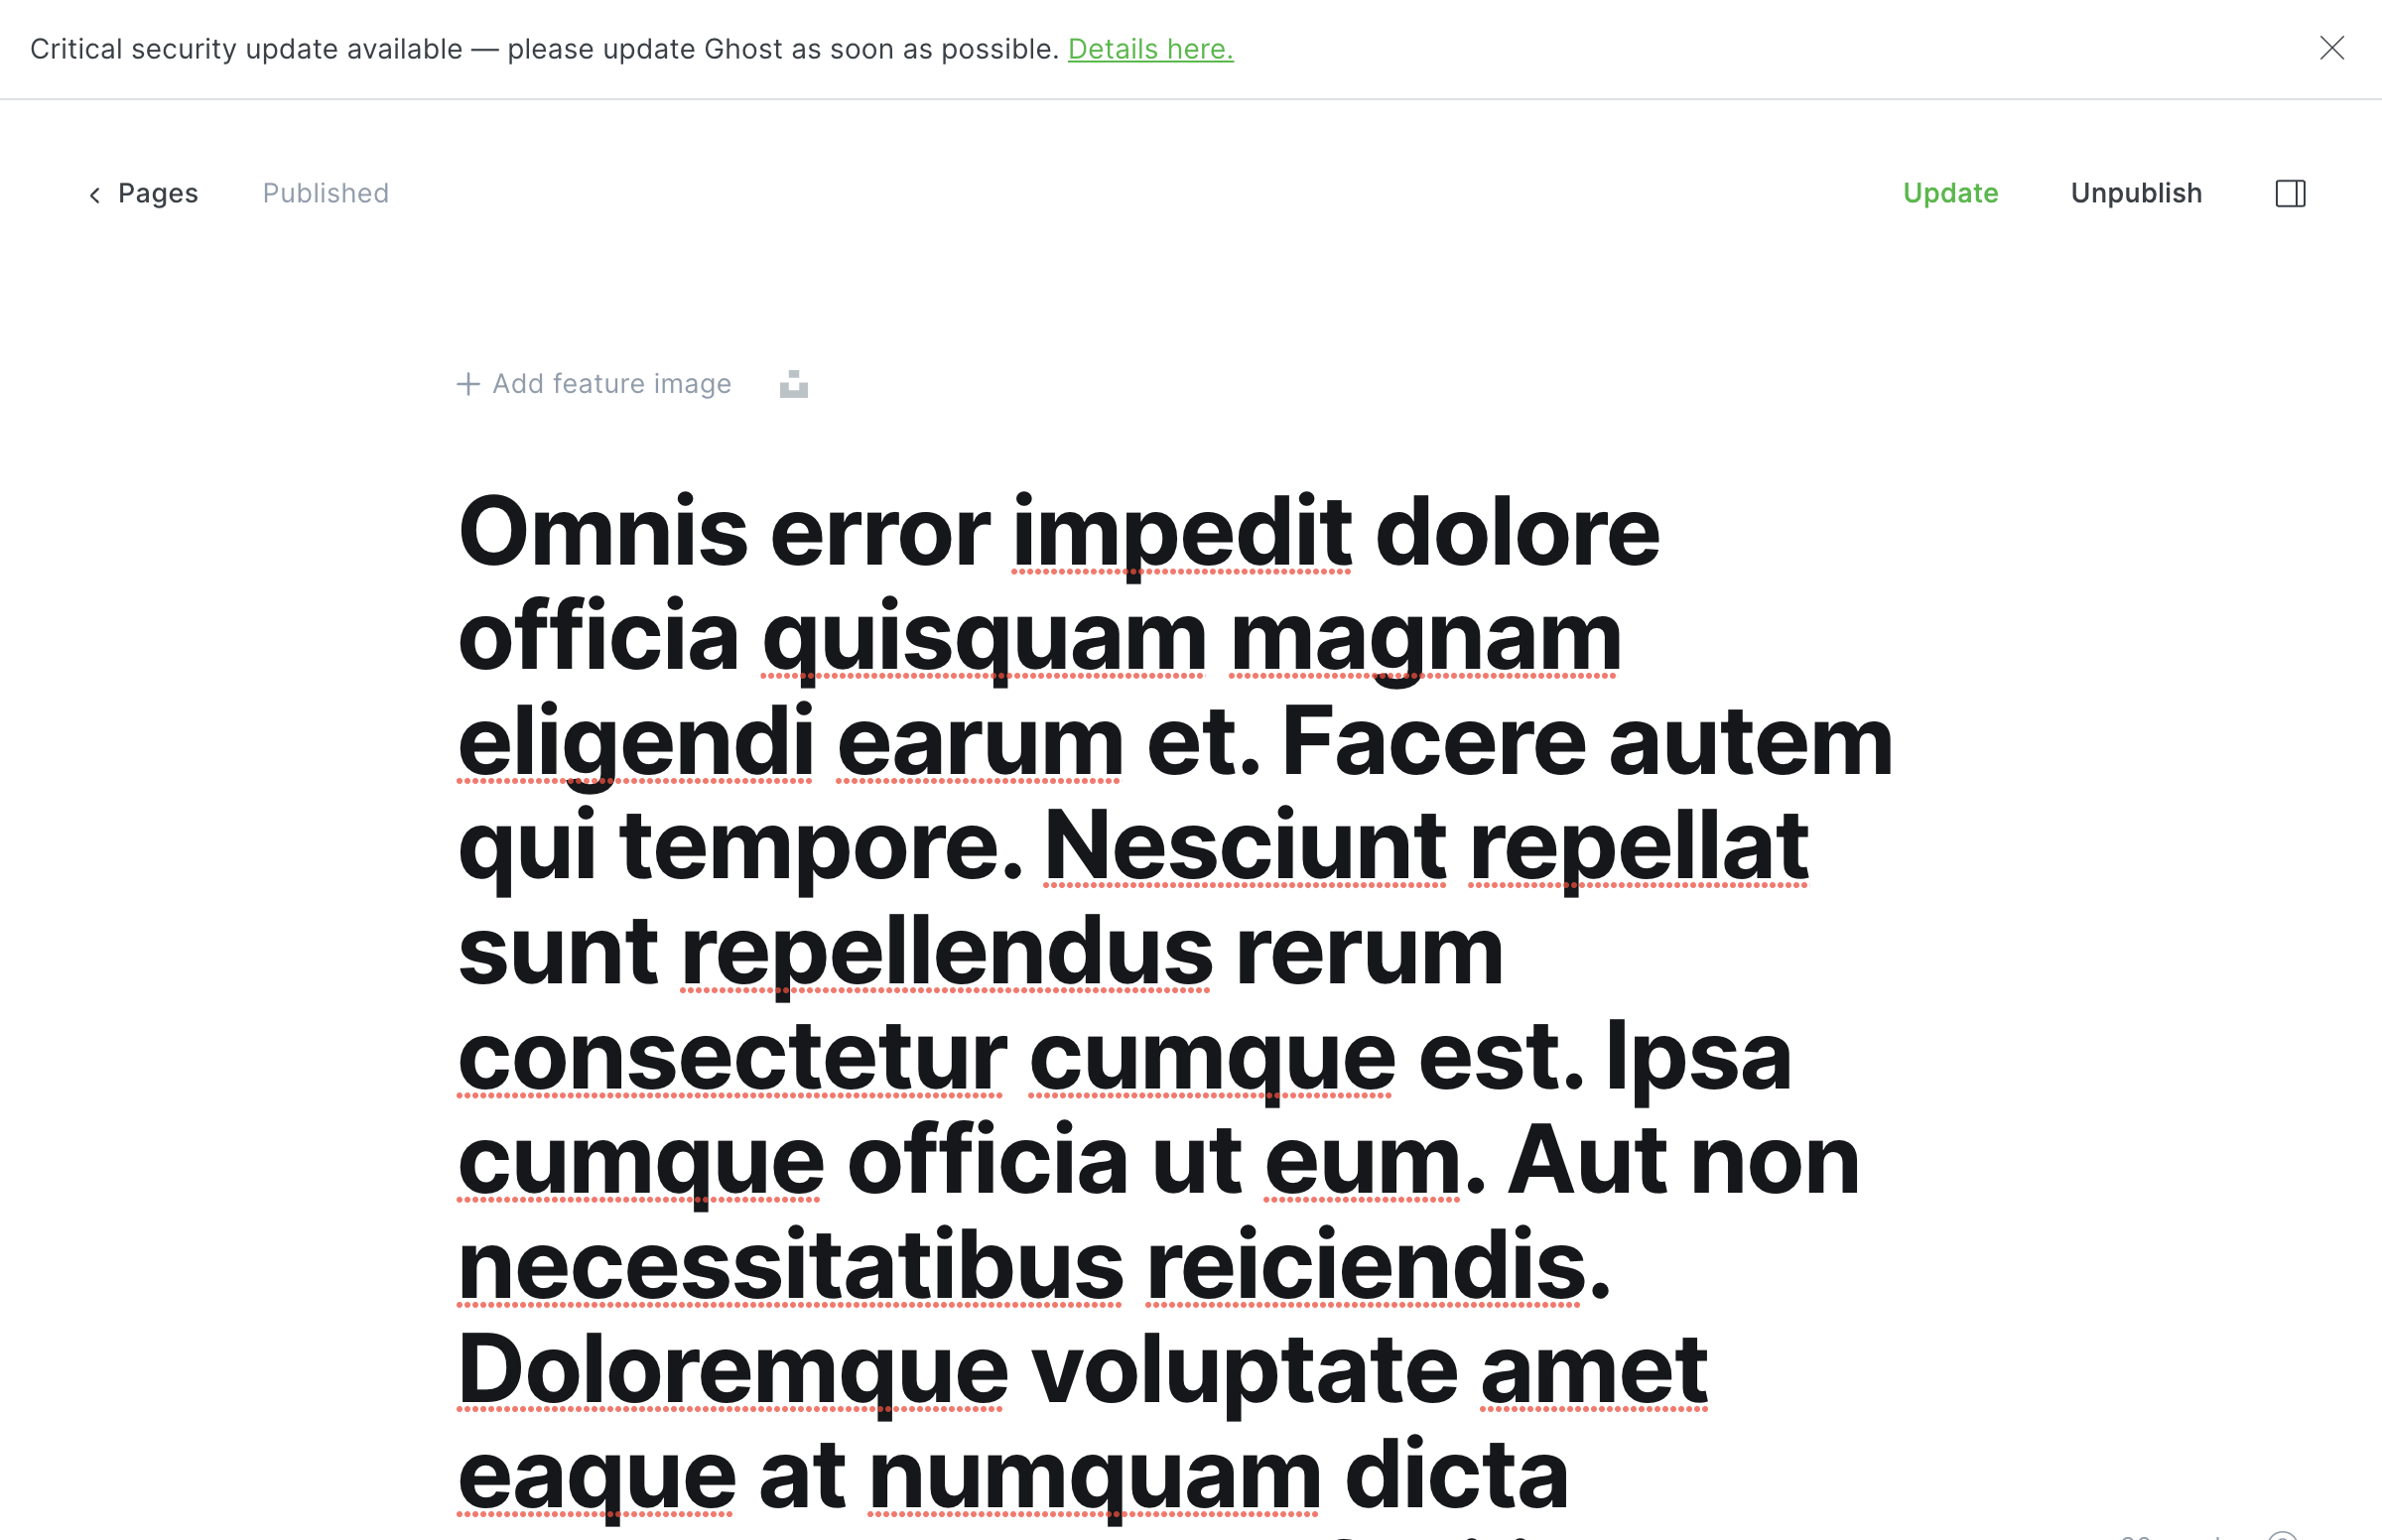 Critical security update available — please update Ghost as soon as possible. Details here.
Pages Published Update Unpublish
Add feature image
Omnis error impedit dolore
officia quisquam magnam
eligendi earum et. Facere autem
qui tempore. Nesciunt repellat
sunt repellendus rerum
consectetur cumque est. Ipsa
cumque officia ut eum. Aut non
necessitatibus reiciendis.
Doloremque voluptate amet
eaque at numquam dicta